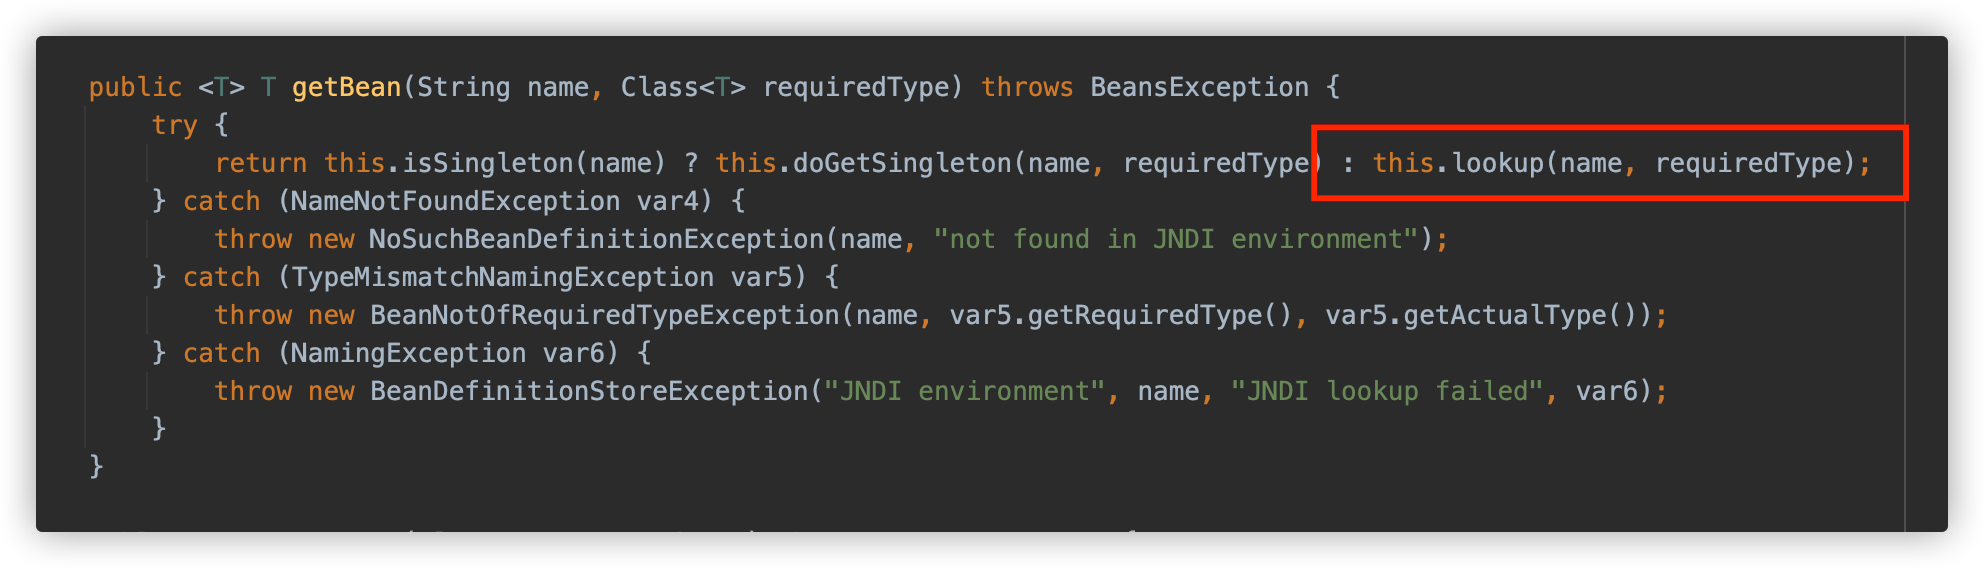 public <T> T getBean(String name, Class<T> requiredType) throws BeansException {
try {
return this.isSingleton(name) ? this.doGetSingleton(name, requiredType) : this.lookup(name, requiredType);
} catch (NameNotFoundException var4) {
throw new NoSuchBeanDefinitionException(name, "not found in JNDI environment");
} catch (TypeMismatchNamingException var5) {
throw new BeanNotOfRequiredTypeException(name, var5.getRequiredType(), var5.getActualType());
} catch (NamingException var6) {
throw new BeanDefinitionStoreException("JNDI environment", name, "JNDI lookup failed", var6);
}
}